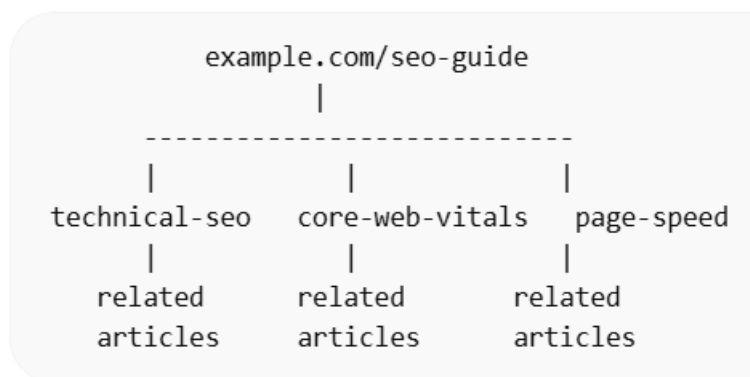 example.com/seo-guide
|
----------------------------
| | |
technical-seo core-web-vitals page-speed
| | |
related related related
articles articles articles